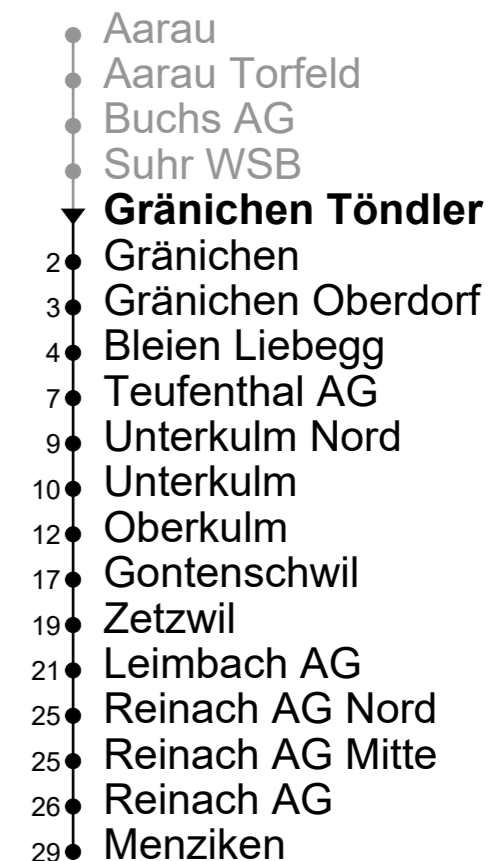 Aarau
Aarau Torfeld
Buchs AG
Suhr WSB
Gränichen Töndler
2 Gränichen
3 Gränichen Oberdorf
4 Bleien Liebegg
7 Teufenthal AG
9 Unterkulm Nord
10 Unterkulm
12 Oberkulm
17 Gontenschwil
19 Zetzwil
21 Leimbach AG
25 Reinach AG Nord
25 Reinach AG Mitte
26 Reinach AG
29 Menziken